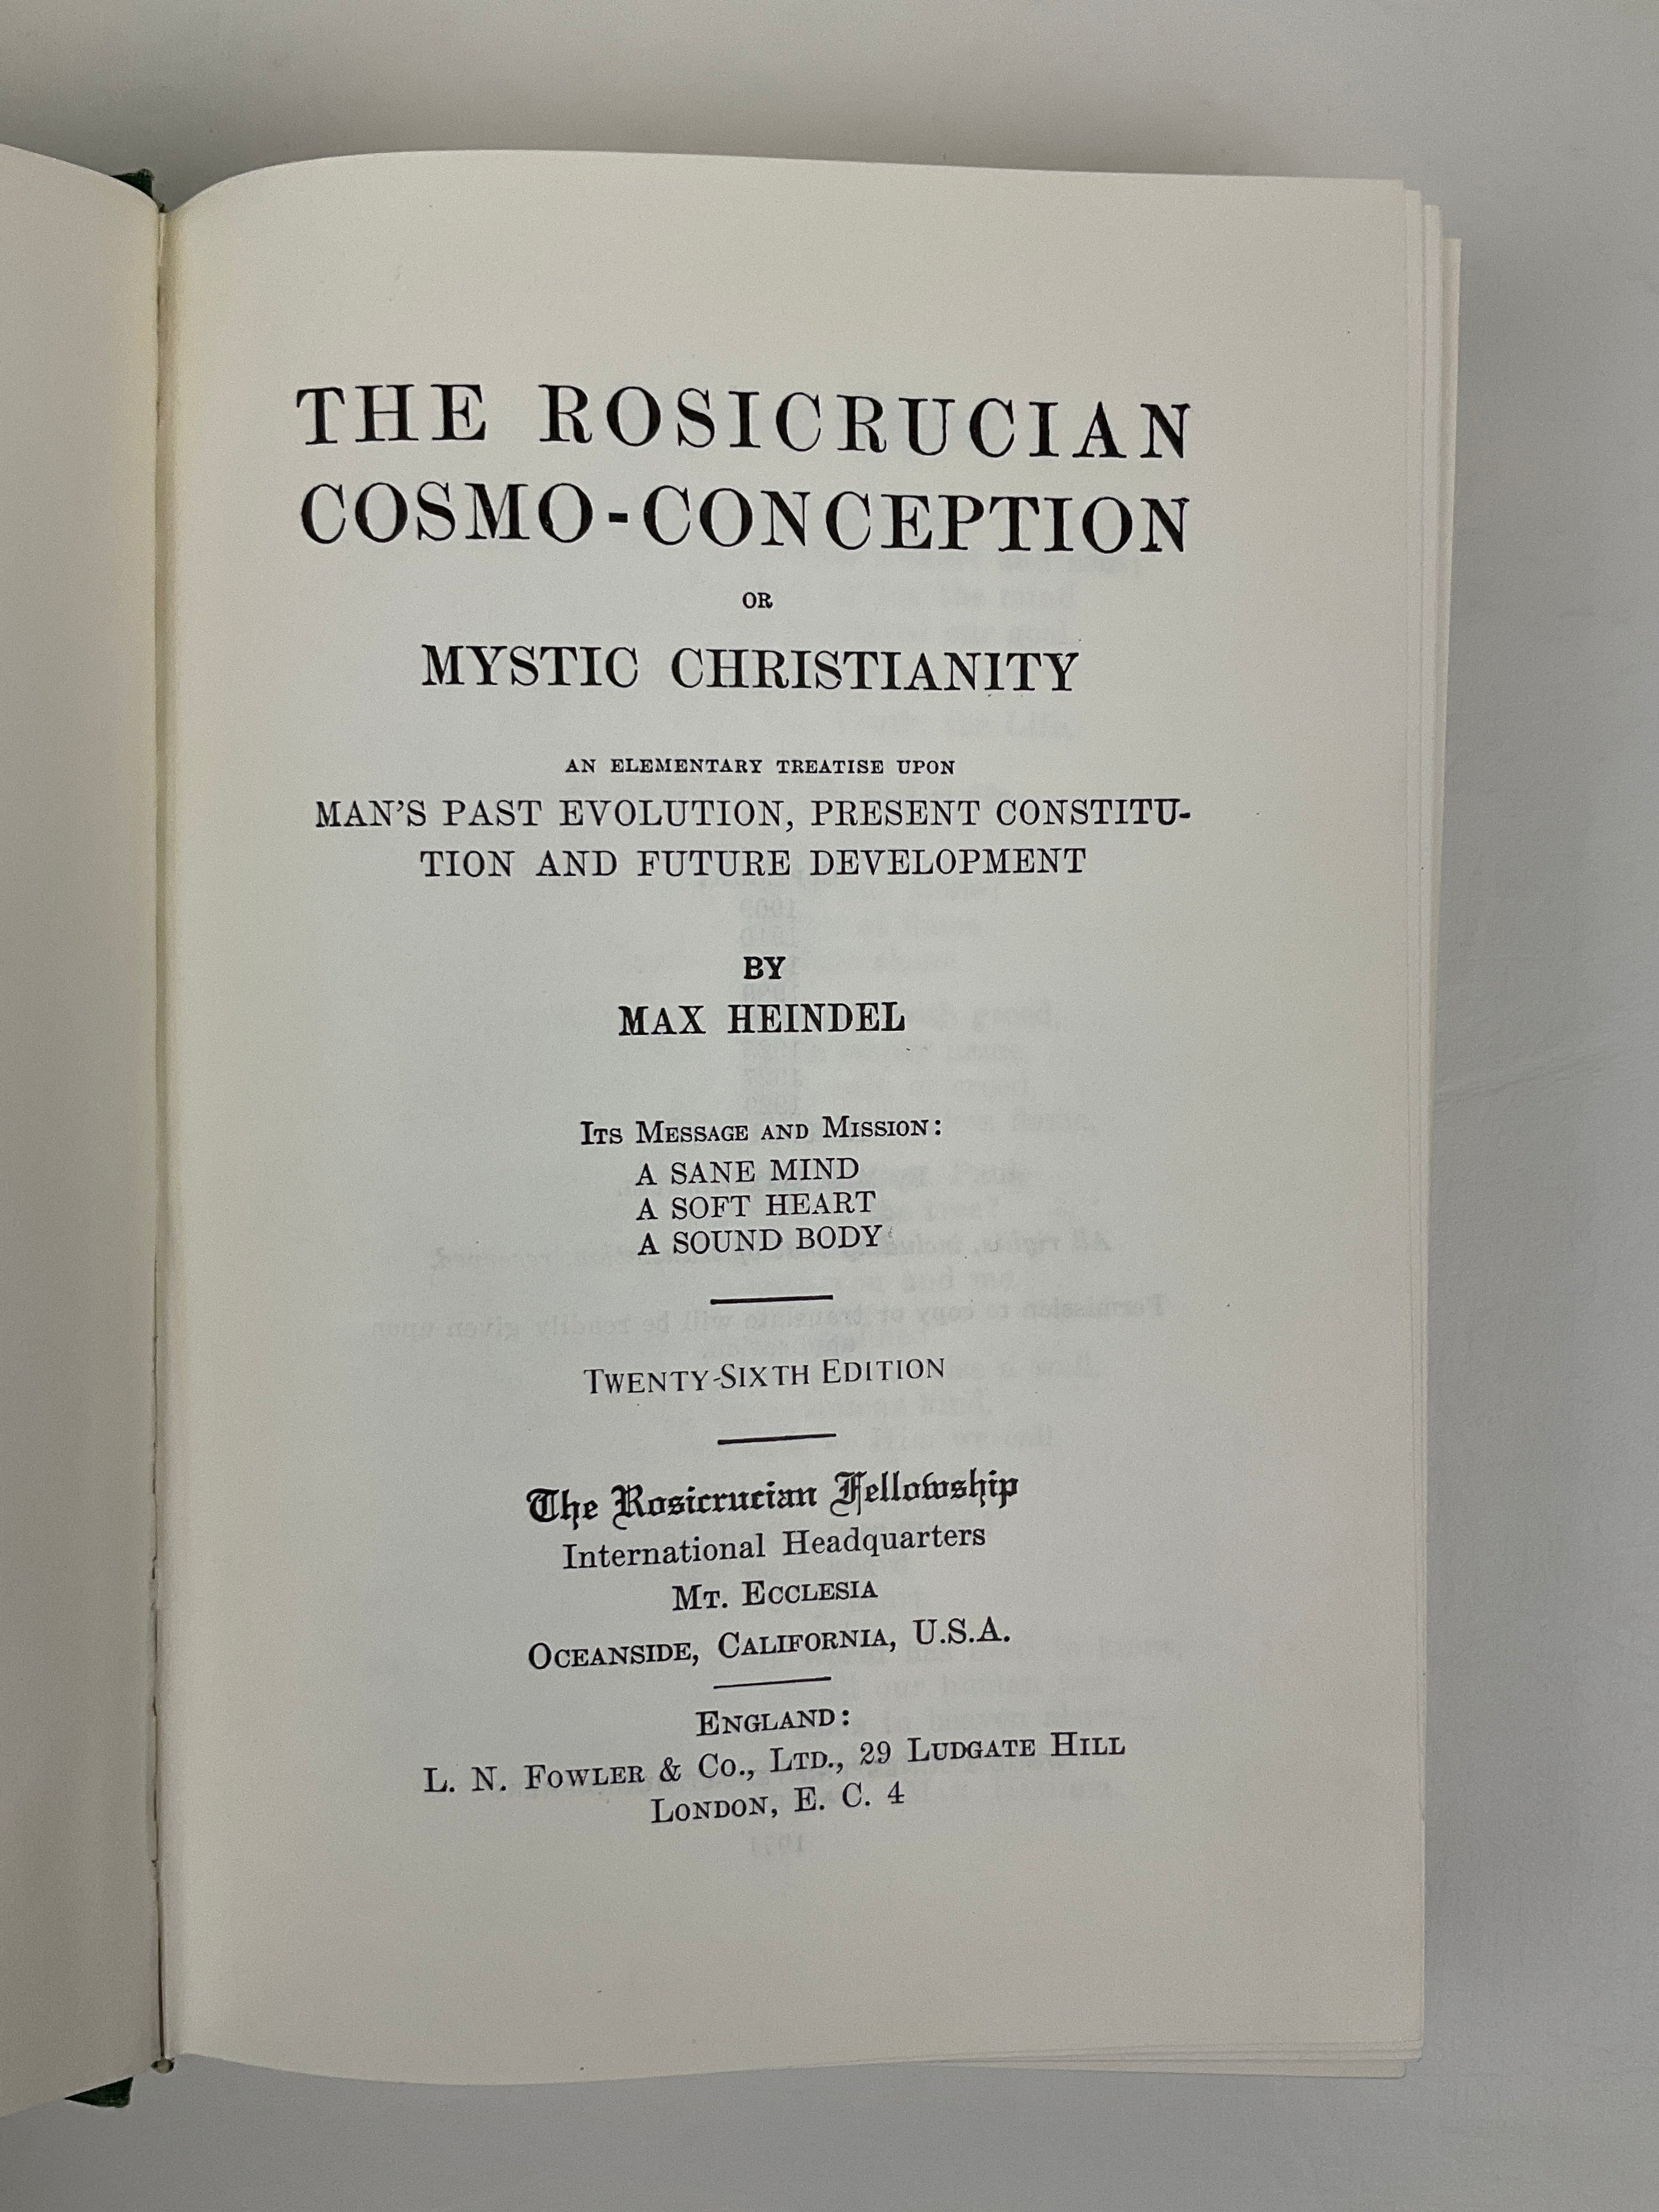 THE ROSICRUCIAN
COSMO-CONCEPTION
OR
MYSTIC CHRISTIANITY
AN ELEMENTARY TREATISE UPON
MAN'S PAST EVOLUTION, PRESENT CONSTITU-
TION AND FUTURE DEVELOPMENT
BY
MAX HEINDEL
ITS MESSAGE AND MISSION:
A SANE MIND
A SOFT HEART
A SOUND BODY
TWENTY-SIXTH EDITION
The Rosicrucian Fellowship
International Headquarters
MT. ECCLESIA
OCEANSIDE, CALIFORNIA, U.S.A.
ENGLAND:
L. N. FOWLER & CO., LTD., 29 LUDGATE HILL
LONDON, E. C. 4